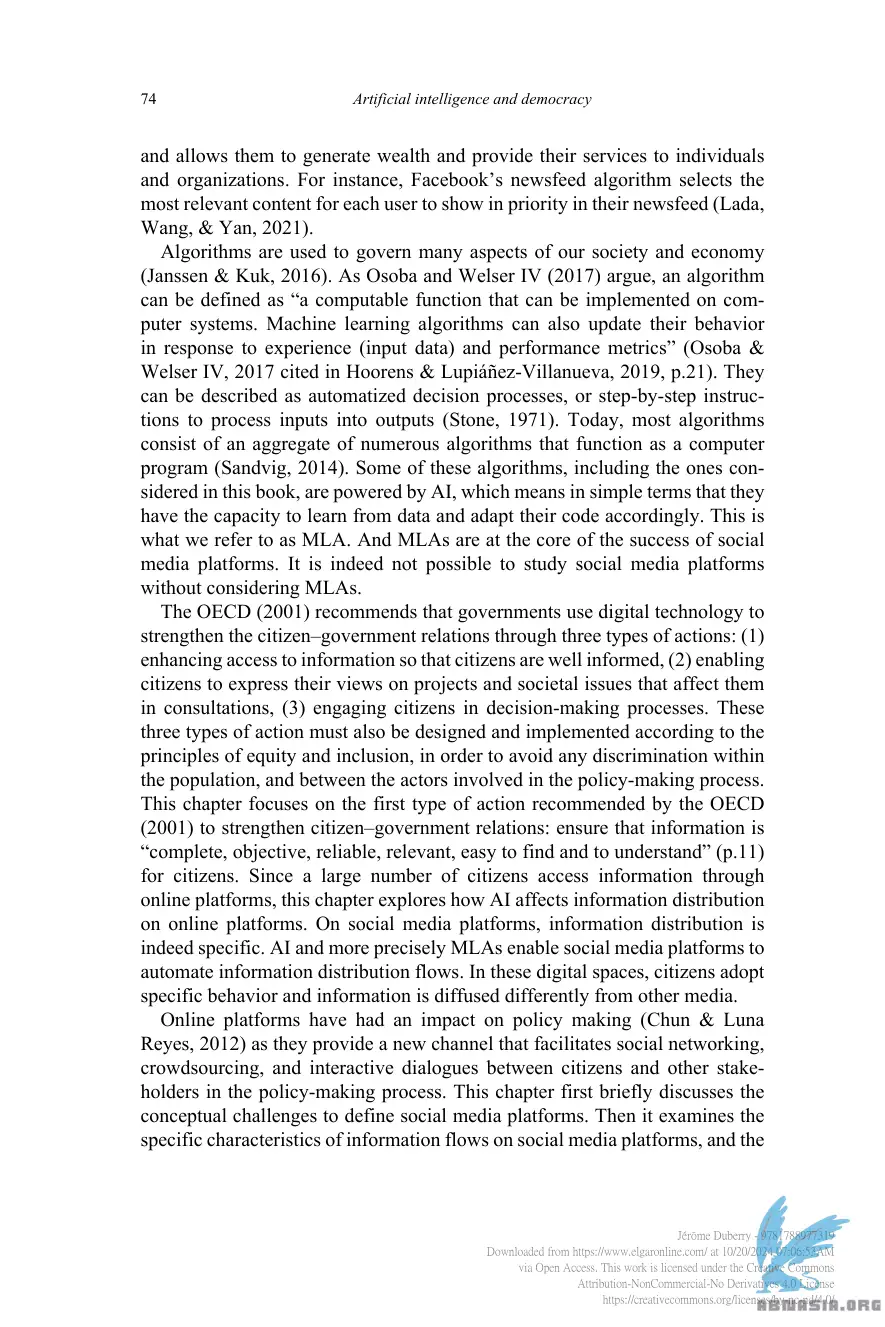 74
Artificial intelligence and democracy
and allows them to generate wealth and provide their services to individuals
and organizations. For instance, Facebook’s newsfeed algorithm selects the
most relevant content for each user to show in priority in their newsfeed (Lada,
Wang, & Yan, 2021).
Algorithms are used to govern many aspects of our society and economy
(Janssen & Kuk, 2016). As Osoba and Welser IV (2017) argue, an algorithm
can be defined as “a computable function that can be implemented on com-
puter systems. Machine learning algorithms can also update their behavior
in response to experience (input data) and performance metrics” (Osoba &
Welser IV, 2017 cited in Hoorens & Lupiáñez-Villanueva, 2019, p.21). They
can be described as automatized decision processes, or step-by-step instruc-
tions to process inputs into outputs (Stone, 1971). Today, most algorithms
consist of an aggregate of numerous algorithms that function as a computer
program (Sandvig, 2014). Some of these algorithms, including the ones con-
sidered in this book, are powered by AI, which means in simple terms that they
have the capacity to learn from data and adapt their code accordingly. This is
what we refer to as MLA. And MLAs are at the core of the success of social
media platforms. It is indeed not possible to study social media platforms
without considering MLAs.
The OECD (2001) recommends that governments use digital technology to
strengthen the citizen–government relations through three types of actions: (1)
enhancing access to information so that citizens are well informed, (2) enabling
citizens to express their views on projects and societal issues that affect them
in consultations, (3) engaging citizens in decision-making processes. These
three types of action must also be designed and implemented according to the
principles of equity and inclusion, in order to avoid any discrimination within
the population, and between the actors involved in the policy-making process.
This chapter focuses on the first type of action recommended by the OECD
(2001) to strengthen citizen–government relations: ensure that information is
“complete, objective, reliable, relevant, easy to find and to understand” (p.11)
for citizens. Since a large number of citizens access information through
online platforms, this chapter explores how AI affects information distribution
on online platforms. On social media platforms, information distribution is
indeed specific. AI and more precisely MLAs enable social media platforms to
automate information distribution flows. In these digital spaces, citizens adopt
specific behavior and information is diffused differently from other media.
Online platforms have had an impact on policy making (Chun & Luna
Reyes, 2012) as they provide a new channel that facilitates social networking,
crowdsourcing, and interactive dialogues between citizens and other stake-
holders in the policy-making process. This chapter first briefly discusses the
conceptual challenges to define social media platforms. Then it examines the
specific characteristics of information flows on social media platforms, and the
Jérôme Duberry - 9781788977319
Downloaded from https://www.elgaronline.com/ at 10/20/2024 07:06:52AM
via Open Access. This work is licensed under the Creative Commons
Attribution-NonCommercial-No Derivatives 4.0 License
https://creativecommons.org/licenses/by-nc-nd/4.0/
ABTWASIA.ORG